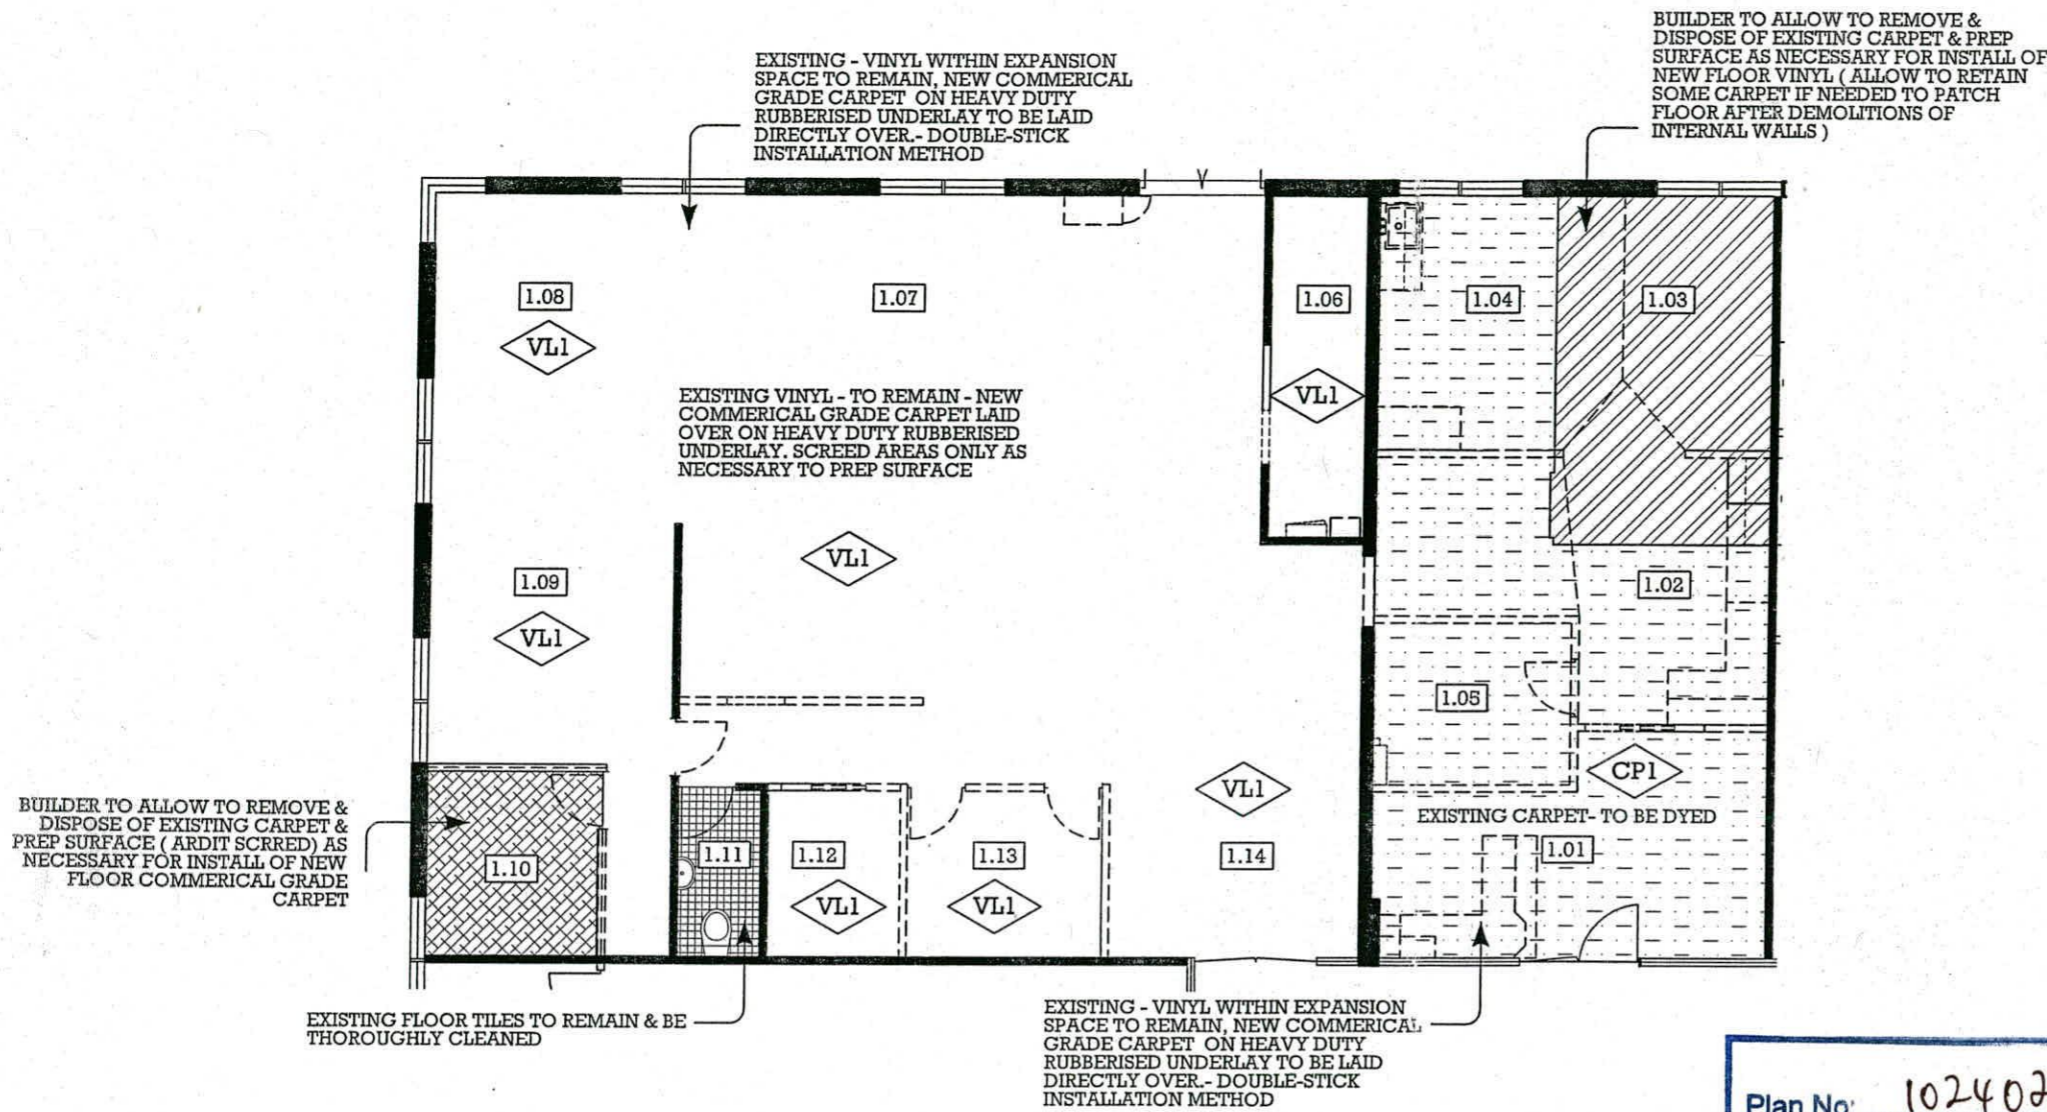 EXISTING - VINYL WITHIN EXPANSION
SPACE TO REMAIN, NEW COMMERICAL
GRADE CARPET ON HEAVY DUTY
RUBBERISED UNDERLAY TO BE LAID
DIRECTLY OVER.- DOUBLE-STICK
INSTALLATION METHOD
BUILDER TO ALLOW TO REMOVE &
DISPOSE OF EXISTING CARPET & PREP
SURFACE AS NECESSARY FOR INSTALL OF
NEW FLOOR VINYL ( ALLOW TO RETAIN
SOME CARPET IF NEEDED TO PATCH
FLOOR AFTER DEMOLITIONS OF
INTERNAL WALLS )
1.08
1.07
1.06
1.04
1.03
VL1
VL1
EXISTING VINYL - TO REMAIN - NEW
COMMERICAL GRADE CARPET LAID
OVER ON HEAVY DUTY RUBBERISED
UNDERLAY. SCREED AREAS ONLY AS
NECESSARY TO PREP SURFACE
VL1
1.09
1.02
VL1
1.05
CP1
VL1
EXISTING CARPET- TO BE DYED
BUILDER TO ALLOW TO REMOVE &
DISPOSE OF EXISTING CARPET &
PREP SURFACE ( ARDIT SCRRED) AS
NECESSARY FOR INSTALL OF NEW
FLOOR COMMERICAL GRADE
CARPET
1.10
1.11
1.12
1.13
1.14
1.01
VL1
VL1
EXISTING FLOOR TILES TO REMAIN & BE
THOROUGHLY CLEANED
EXISTING - VINYL WITHIN EXPANSION
SPACE TO REMAIN, NEW COMMERICAL
GRADE CARPET ON HEAVY DUTY
RUBBERISED UNDERLAY TO BE LAID
DIRECTLY OVER.- DOUBLE-STICK
INSTALLATION METHOD
Plan No: 102402